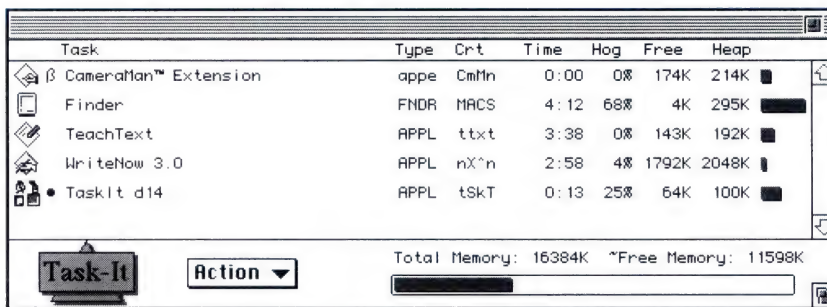 Task Type Crt Time Hog Free Heap
β CameraMan™ Extension appe CmMn 0:00 0% 174K 214K
Finder FNDR MACS 4:12 68% 4K 295K
TeachText APPL ttxt 3:38 0% 143K 192K
WriteNow 3.0 APPL nX^n 2:58 4% 1792K 2048K
• TaskIt d14 APPL tSkT 0:13 25% 64K 100K
Total Memory: 16384K ~Free Memory: 11598K
Task-It Action